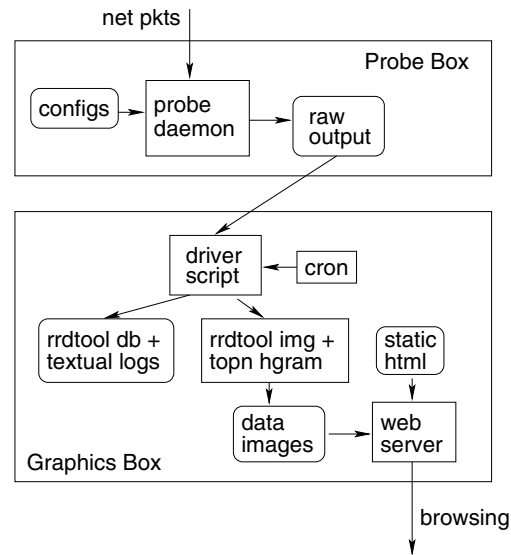 net pkts
Probe Box
configs
probe
daemon
raw
output
driver
script
cron
rrdtool db +
textual logs
rrdtool img +
topn hgram
static
html
data
images
web
server
Graphics Box
browsing